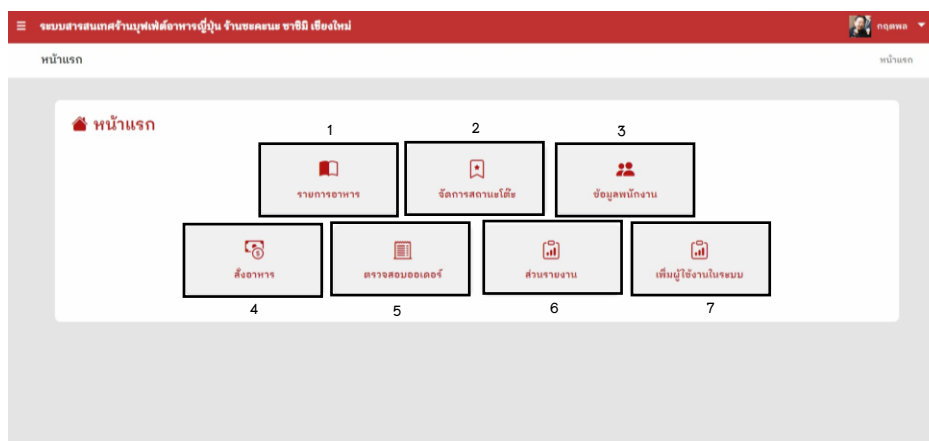 ระบบสารสนเทศร้านบุฟเฟ่ต์อาหารญี่ปุ่น ร้านซะคะนะ ซาชิมิ เชียงใหม่
กฤตพล
หน้าแรก
หน้าแรก
หน้าแรก
1
2
3
รายการอาหาร
จัดการสถานะโต๊ะ
ข้อมูลพนักงาน
สั่งอาหาร
ตรวจสอบออเดอร์
ส่วนรายงาน
เพิ่มผู้ใช้งานในระบบ
4
5
6
7